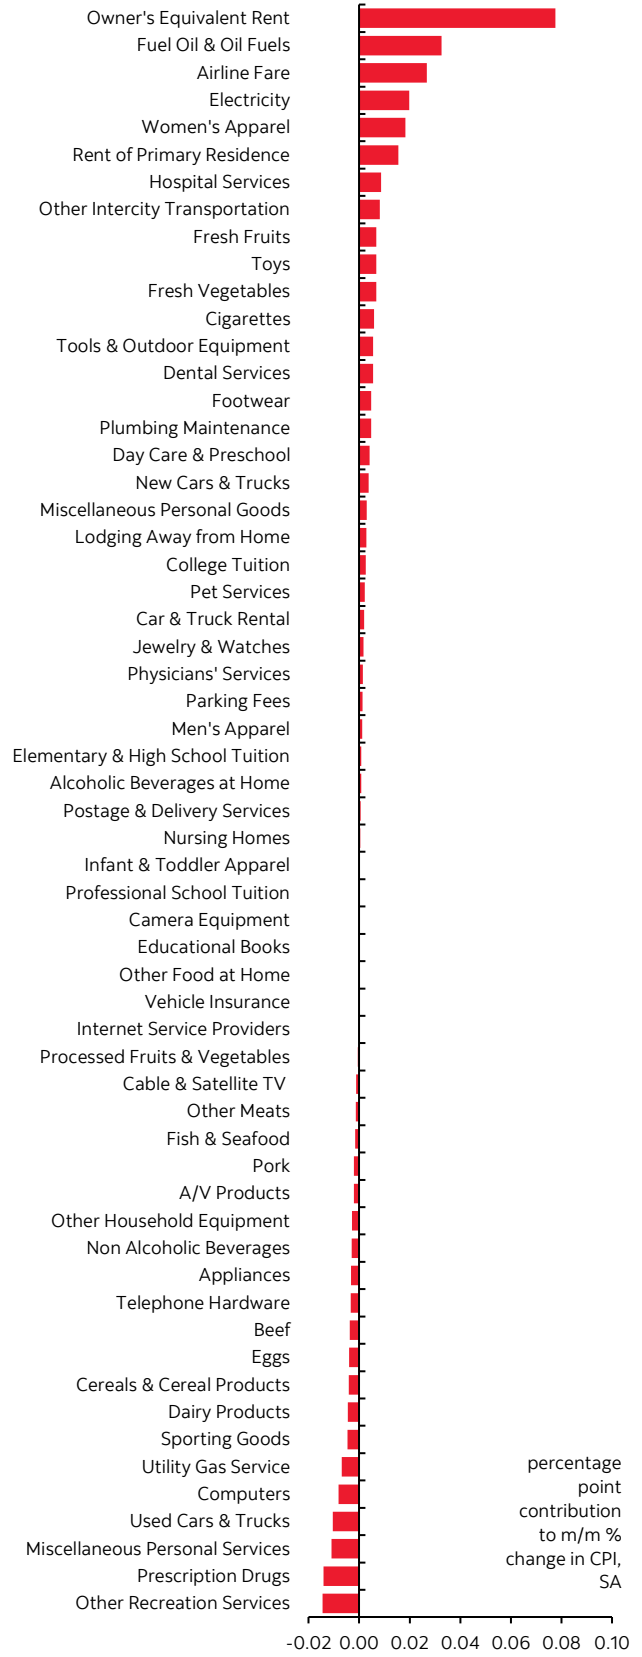 Owner's Equivalent Rent
Fuel Oil & Oil Fuels
Airline Fare
Electricity
Women's Apparel
Rent of Primary Residence
Hospital Services
Other Intercity Transportation
Fresh Fruits
Toys
Fresh Vegetables
Cigarettes
Tools & Outdoor Equipment
Dental Services
Footwear
Plumbing Maintenance
Day Care & Preschool
New Cars & Trucks
Miscellaneous Personal Goods
Lodging Away from Home
College Tuition
Pet Services
Car & Truck Rental
Jewelry & Watches
Physicians' Services
Parking Fees
Men's Apparel
Elementary & High School Tuition
Alcoholic Beverages at Home
Postage & Delivery Services
Nursing Homes
Infant & Toddler Apparel
Professional School Tuition
Camera Equipment
Educational Books
Other Food at Home
Vehicle Insurance
Internet Service Providers
Processed Fruits & Vegetables
Cable & Satellite TV
Other Meats
Fish & Seafood
Pork
A/V Products
Other Household Equipment
Non Alcoholic Beverages
Appliances
Telephone Hardware
Beef
Eggs
Cereals & Cereal Products
Dairy Products
Sporting Goods
Utility Gas Service
Computers
Used Cars & Trucks
Miscellaneous Personal Services
Prescription Drugs
Other Recreation Services
percentage
point
contribution
to m/m %
change in CPI,
SA
-0.02 0.00 0.02 0.04 0.06 0.08 0.10